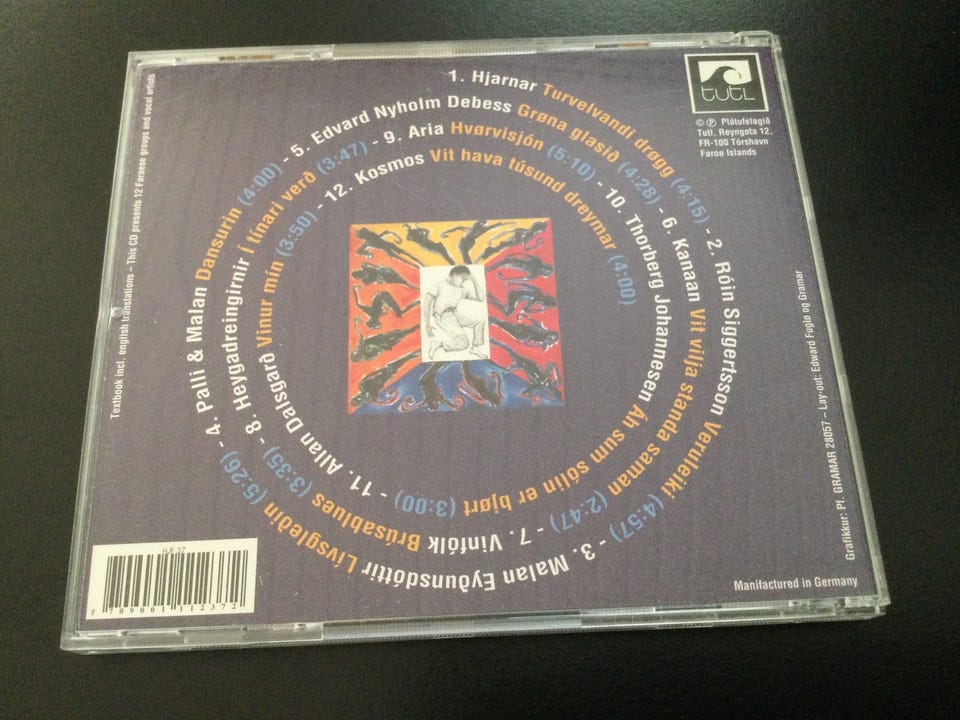 1. Hjarnar Turvelvandi drøgg (4:15) - 2. Róin Siggertsson Veruleiki (4:57) - 3. Malan Eyðunsdóttir Lívsgleðin (5:26) - 4. Palli & Malan Dansurin (4:00)
- 5. Edvard Nyholm Debess Grøna glasið (4:28) - 6. Kanaan Vit vilja standa saman (2:47) - 7. Vinfólk Brúsablues (3:35) - 8. Heygadreingirnir Í tínari verð (3:47)
- 9. Aria Hvørvisjón (5:10) - 10. Thorberg Johannesen Áh sum sólin er bjørt (3:00) - 11. Allan Dalsgarð Vinur mín (3:50)
- 12. Kosmos Vit hava túsund dreymar (4:00)
tutl
© ℗ Plátufelagið
Tutl, Reyngøta 12,
FR-100 Tórshavn
Faroe Islands
Textbook incl. english translations – This CD presents 12 Faroese groups and vocal artists
Grafikkur: Pf. GRAMAR 28057 – Lay-out: Edward Fuglø og Gramar
HJF 37
5 709001 112372
Manifactured in Germany